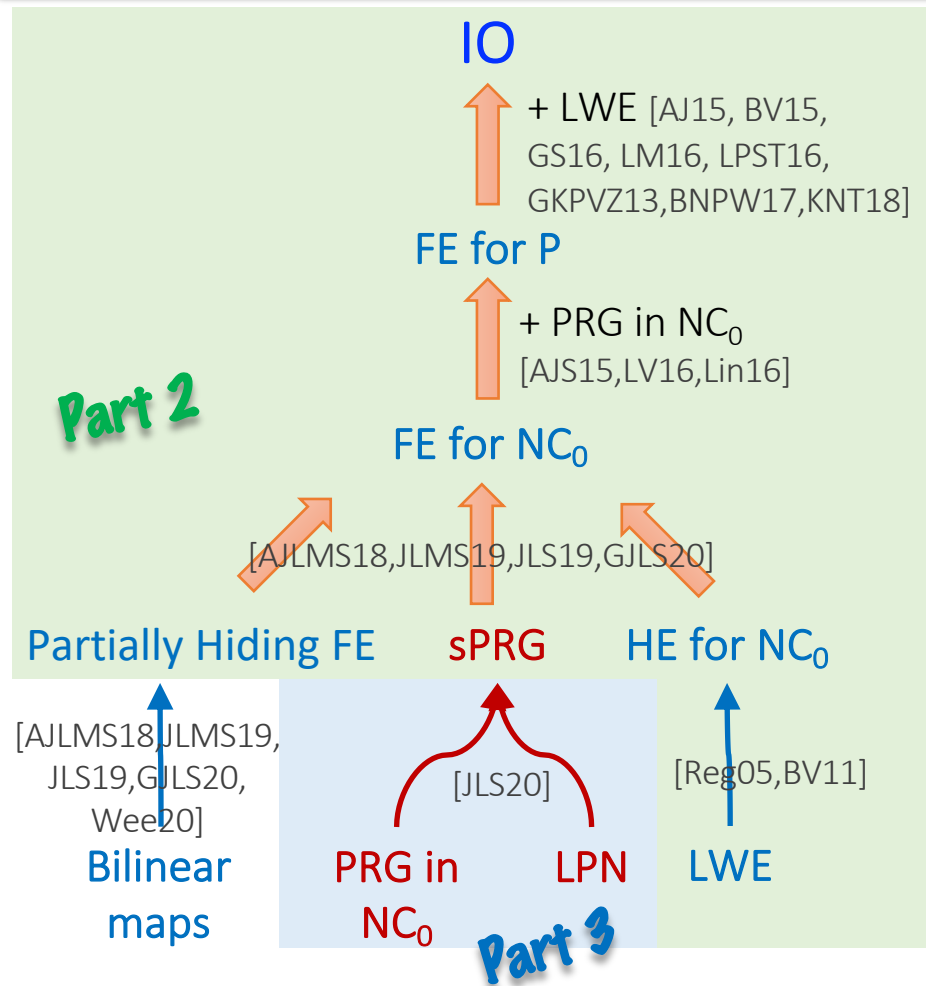 IO
+ LWE [AJ15, BV15,
GS16, LM16, LPST16,
GKPVZ13,BNPW17,KNT18]
FE for P
+ PRG in NC₀
[AJS15,LV16,Lin16]
Part 2
FE for NC₀
[AJLMS18,JLMS19,JLS19,GJLS20]
Partially Hiding FE
sPRG
HE for NC₀
[AJLMS18,JLMS19,
JLS19,GJLS20,
Wee20]
[JLS20]
[Reg05,BV11]
Bilinear
maps
PRG in
NC₀
LPN
LWE
Part 3